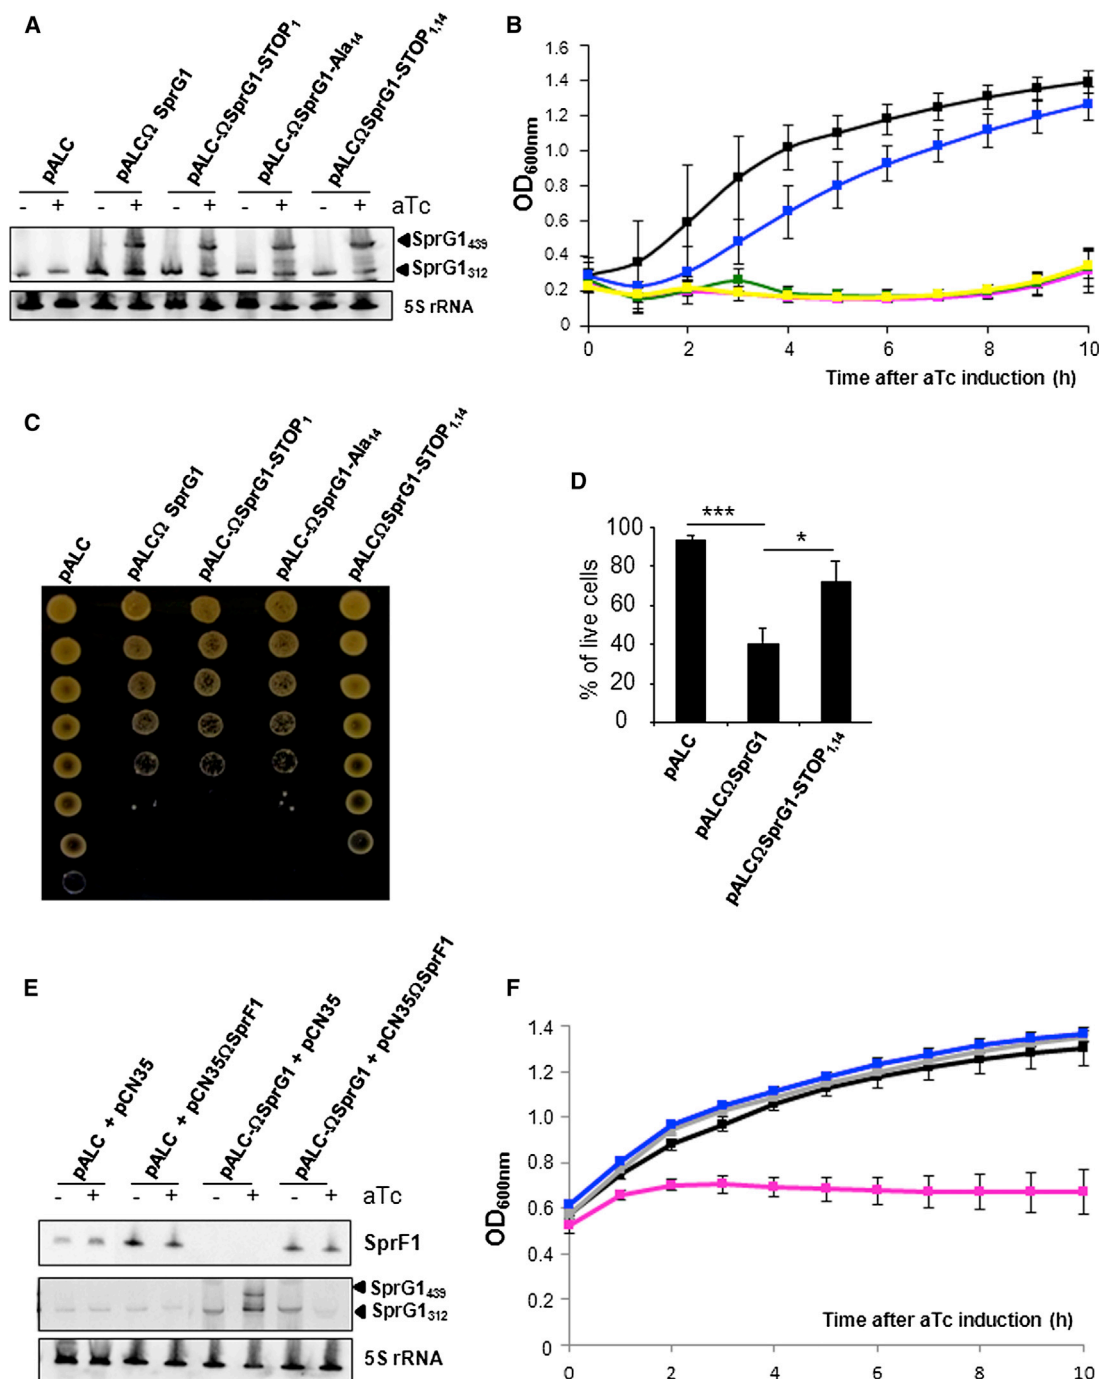 A
pALC
pALCΩ SprG1
pALC-ΩSprG1-STOP₁
pALC-ΩSprG1-Ala₁₄
pALCΩSprG1-STOP₁,₁₄
- + - + - + - + - + aTc
SprG1₄₃₉
SprG1₃₁₂
5S rRNA
B
OD600nm
1.6
1.4
1.2
1.0
0.8
0.6
0.4
0.2
0
0 2 4 6 8 10
Time after aTc induction (h)
C
pALC
pALCΩ SprG1
pALC-ΩSprG1-STOP₁
pALC-ΩSprG1-Ala₁₄
pALCΩSprG1-STOP₁,₁₄
D
% of live cells
100
80
60
40
20
0
***
*
pALC
pALCΩSprG1
pALCΩSprG1-STOP₁,₁₄
E
pALC + pCN35
pALC + pCN35ΩSprF1
pALC-ΩSprG1 + pCN35
pALC-ΩSprG1 + pCN35ΩSprF1
- + - + - + - + aTc
SprF1
SprG1₄₃₉
SprG1₃₁₂
5S rRNA
F
OD600nm
1.4
1.2
1.0
0.8
0.6
0.4
0.2
0
Time after aTc induction (h)
0 2 4 6 8 10